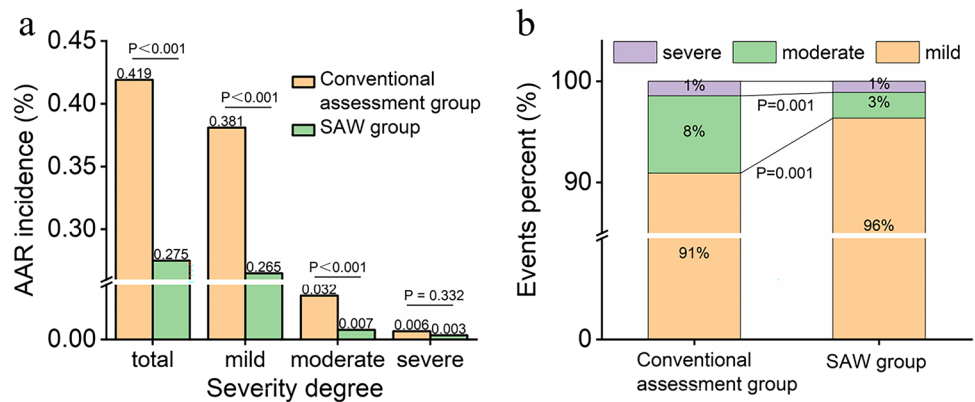 a
0.45
0.40
0.35
0.30
0.00
AAR incidence (%)
P<0.001
0.419
0.275
P<0.001
0.381
0.265
P<0.001
0.032
0.007
P = 0.332
0.006
0.003
Conventional
assessment group
SAW group
total
mild
moderate
severe
Severity degree
b
severe
moderate
mild
100
90
0
Events percent (%)
1%
8%
91%
P=0.001
P=0.001
1%
3%
96%
Conventional
assessment group
SAW group